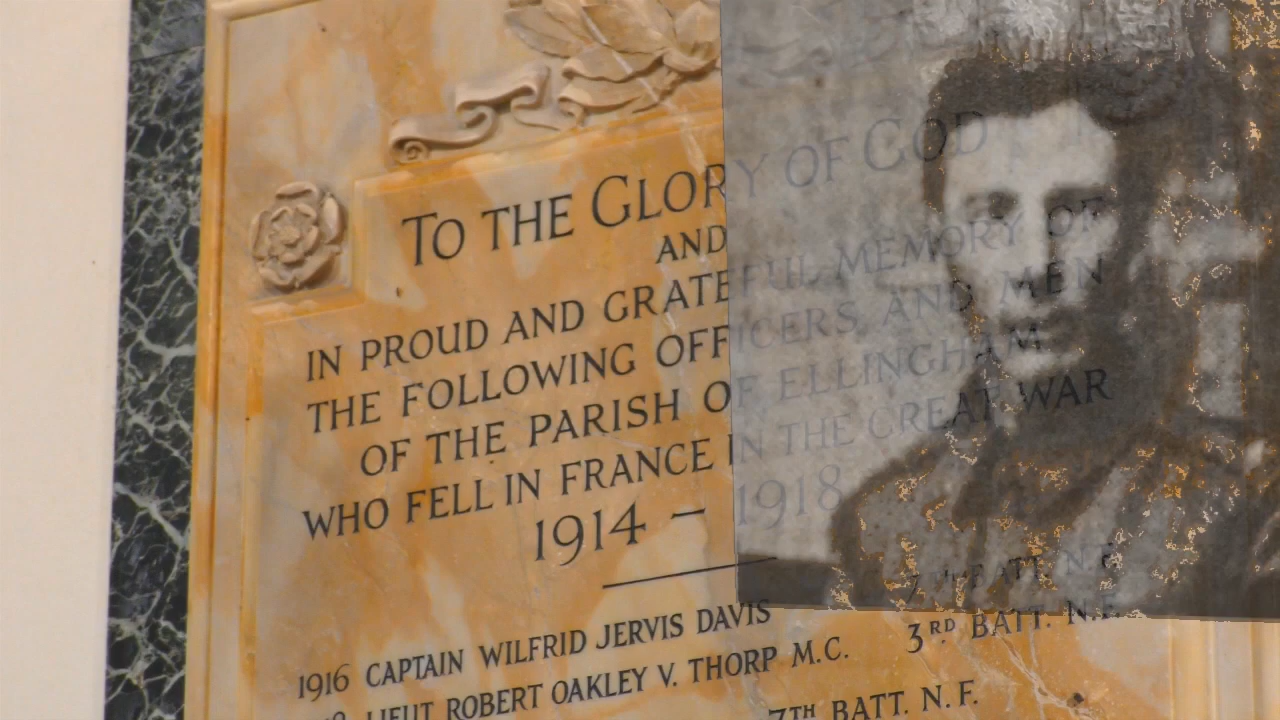 TO THE GLORY OF GOD
AND
IN PROUD AND GRATEFUL MEMORY OF
THE FOLLOWING OFFICERS AND MEN
OF THE PARISH OF ELLINGHAM
WHO FELL IN FRANCE IN THE GREAT WAR
1914 – 1918
1916 CAPTAIN WILFRID JERVIS DAVIS 7TH BATT. N.F.
LIEUT ROBERT OAKLEY V. THORP M.C. 3RD BATT. N.F.
7TH BATT. N. F.